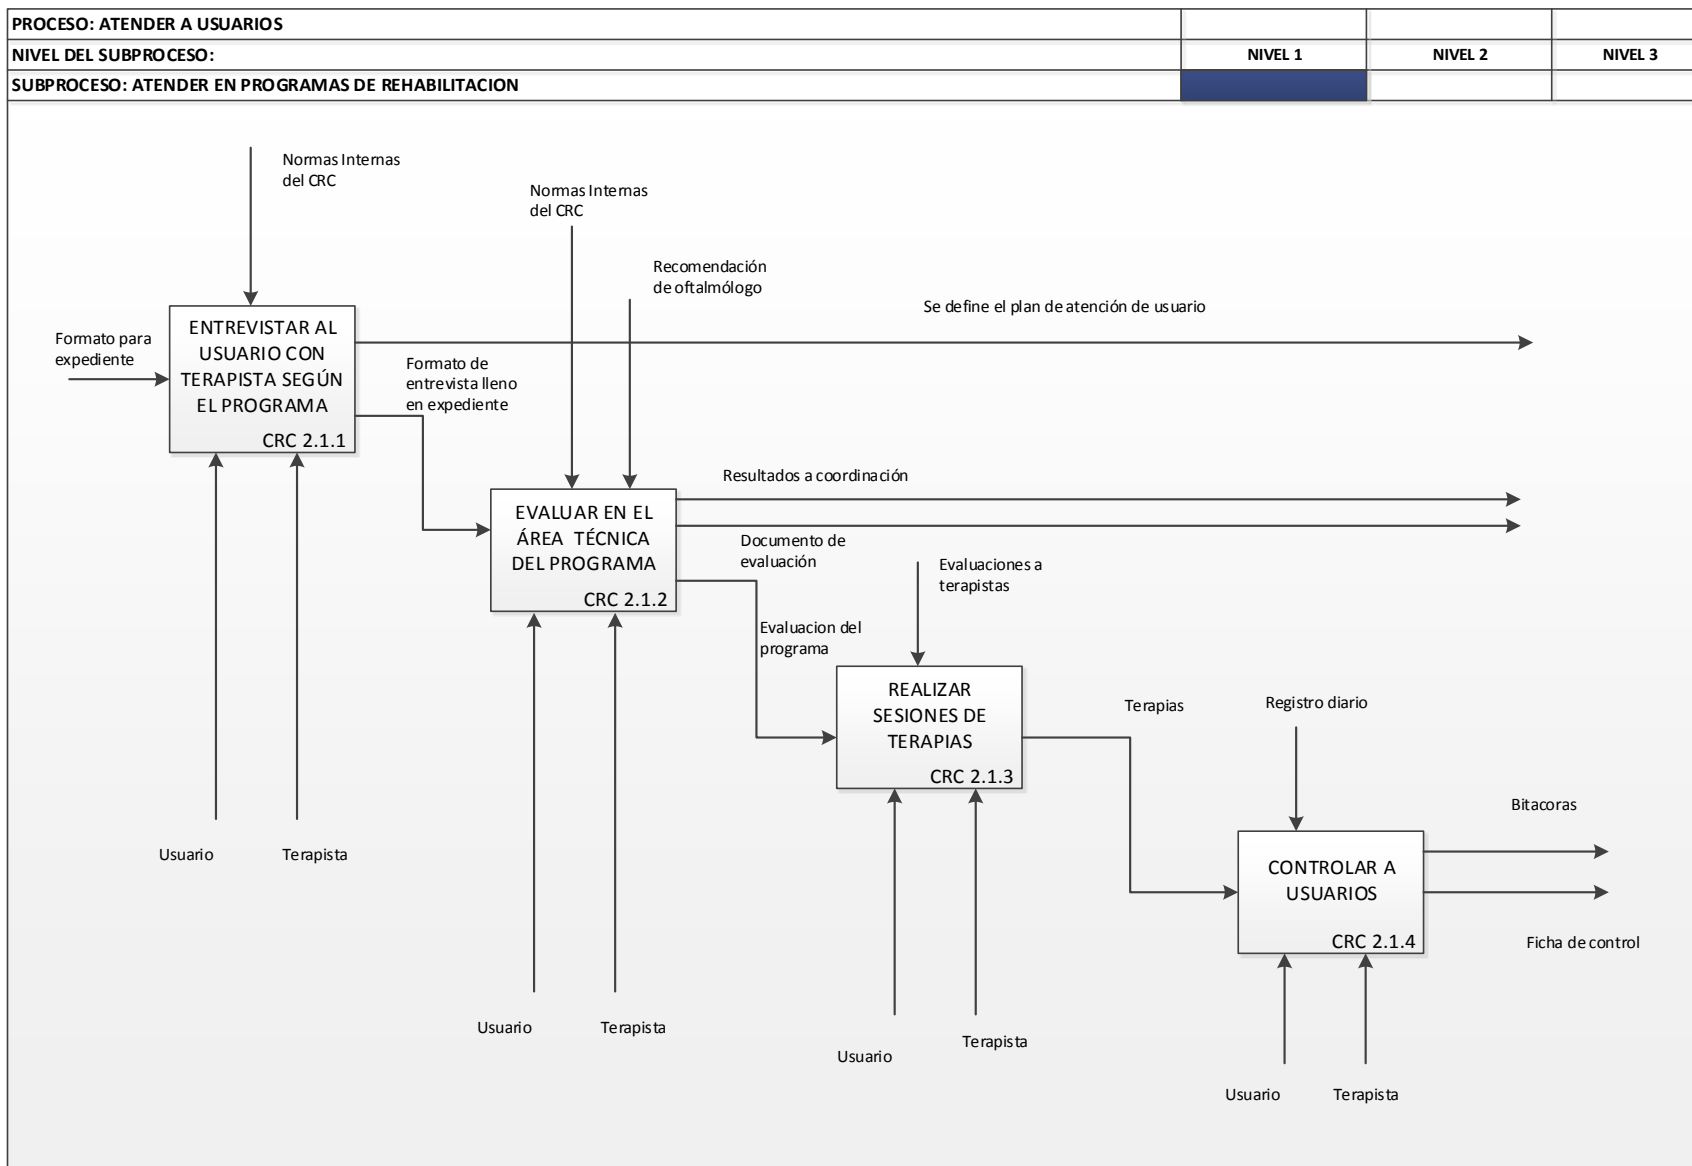 PROCESO: ATENDER A USUARIOS
NIVEL DEL SUBPROCESO:
NIVEL 1
NIVEL 2
NIVEL 3
SUBPROCESO: ATENDER EN PROGRAMAS DE REHABILITACION
Normas Internas
del CRC
Normas Internas
del CRC
Recomendación
de oftalmólogo
Se define el plan de atención de usuario
Formato para
expediente
ENTREVISTAR AL
USUARIO CON
TERAPISTA SEGÚN
EL PROGRAMA
CRC 2.1.1
Formato de
entrevista lleno
en expediente
Resultados a coordinación
EVALUAR EN EL
ÁREA TÉCNICA
DEL PROGRAMA
CRC 2.1.2
Documento de
evaluación
Evaluaciones a
terapistas
Evaluacion del
programa
REALIZAR
SESIONES DE
TERAPIAS
CRC 2.1.3
Terapias
Registro diario
Bitacoras
CONTROLAR A
USUARIOS
CRC 2.1.4
Ficha de control
Usuario
Terapista
Usuario
Terapista
Usuario
Terapista
Usuario
Terapista